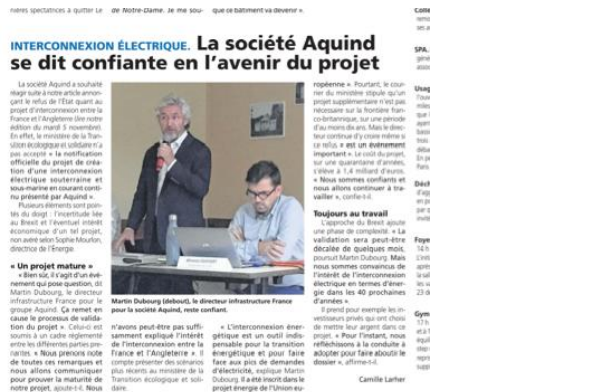 nières spectatrices à quitter Le
de Notre-Dame. Je me sou-
que ce bâtiment va devenir ».
INTERCONNEXION ÉLECTRIQUE. La société Aquind
se dit confiante en l'avenir du projet
La société Aquind a souhaité
réagir suite à notre article annon-
çant le refus de l'État quant au
projet d'interconnexion entre la
France et l'Angleterre (lire notre
édition du mardi 5 novembre).
En effet, le ministère de la Tran-
sition écologique et solidaire n'a
pas accepté « la notification
officielle du projet de créa-
tion d'une interconnexion
électrique souterraine et
sous-marine en courant conti-
nu présenté par Aquind ».
Plusieurs éléments sont poin-
tés du doigt : l'incertitude liée
au Brexit et l'éventuel intérêt
économique d'un tel projet,
non avéré selon Sophie Mourlon,
directrice de l'Énergie.
« Un projet mature »
« Bien sûr, il s'agit d'un évé-
nement qui pose question, dit
Martin Dubourg, le directeur
infrastructure France pour le
groupe Aquind. Ça remet en
cause le processus de valida-
tion du projet ». Celui-ci est
soumis à un cadre réglementé
entre les différentes parties pre-
nantes. « Nous prenons note
de toutes ces remarques et
nous allons communiquer
pour prouver la maturité de
notre projet, ajoute-t-il. Nous
Martin Dubourg (debout), le directeur infrastructure France
pour la société Aquind, reste confiant.
n'avons peut-être pas suffi-
samment expliqué l'intérêt
de l'interconnexion entre la
France et l'Angleterre ». Il
compte présenter des scénarios
plus récents au ministère de la
Transition écologique et soli-
daire.
« L'interconnexion éner-
gétique est un outil indis-
pensable pour la transition
énergétique et pour faire
face aux pics de demandes
d'électricité, explique Martin
Dubourg. Il a été inscrit dans le
projet énergie de l'Union eu-
ropéenne ». Pourtant, le cour-
rier du ministère stipule qu'un
projet supplémentaire n'est pas
nécessaire sur la frontière
franco-britannique, sur une période
d'au moins dix ans. Mais le direc-
teur continue d'y croire même si
ce refus « est un événement
important ». Le coût du projet,
sur une quarantaine d'années,
s'élève à 1,4 milliard d'euros.
« Nous sommes confiants et
nous allons continuer à tra-
vailler », confie-t-il.
Toujours au travail
L'approche du Brexit ajoute
une phase de complexité. « La
validation sera peut-être
décalée de quelques mois,
poursuit Martin Dubourg. Mais
nous sommes convaincus de
l'intérêt de l'interconnexion
électrique en termes d'éner-
gie dans les 40 prochaines
d'années ».
Il prend pour exemple les in-
vestisseurs privés qui ont choisi
de mettre leur argent dans ce
projet. « Pour l'instant, nous
réfléchissons à la conduite à
adopter pour faire aboutir le
dossier », affirme-t-il.
Camille Larher